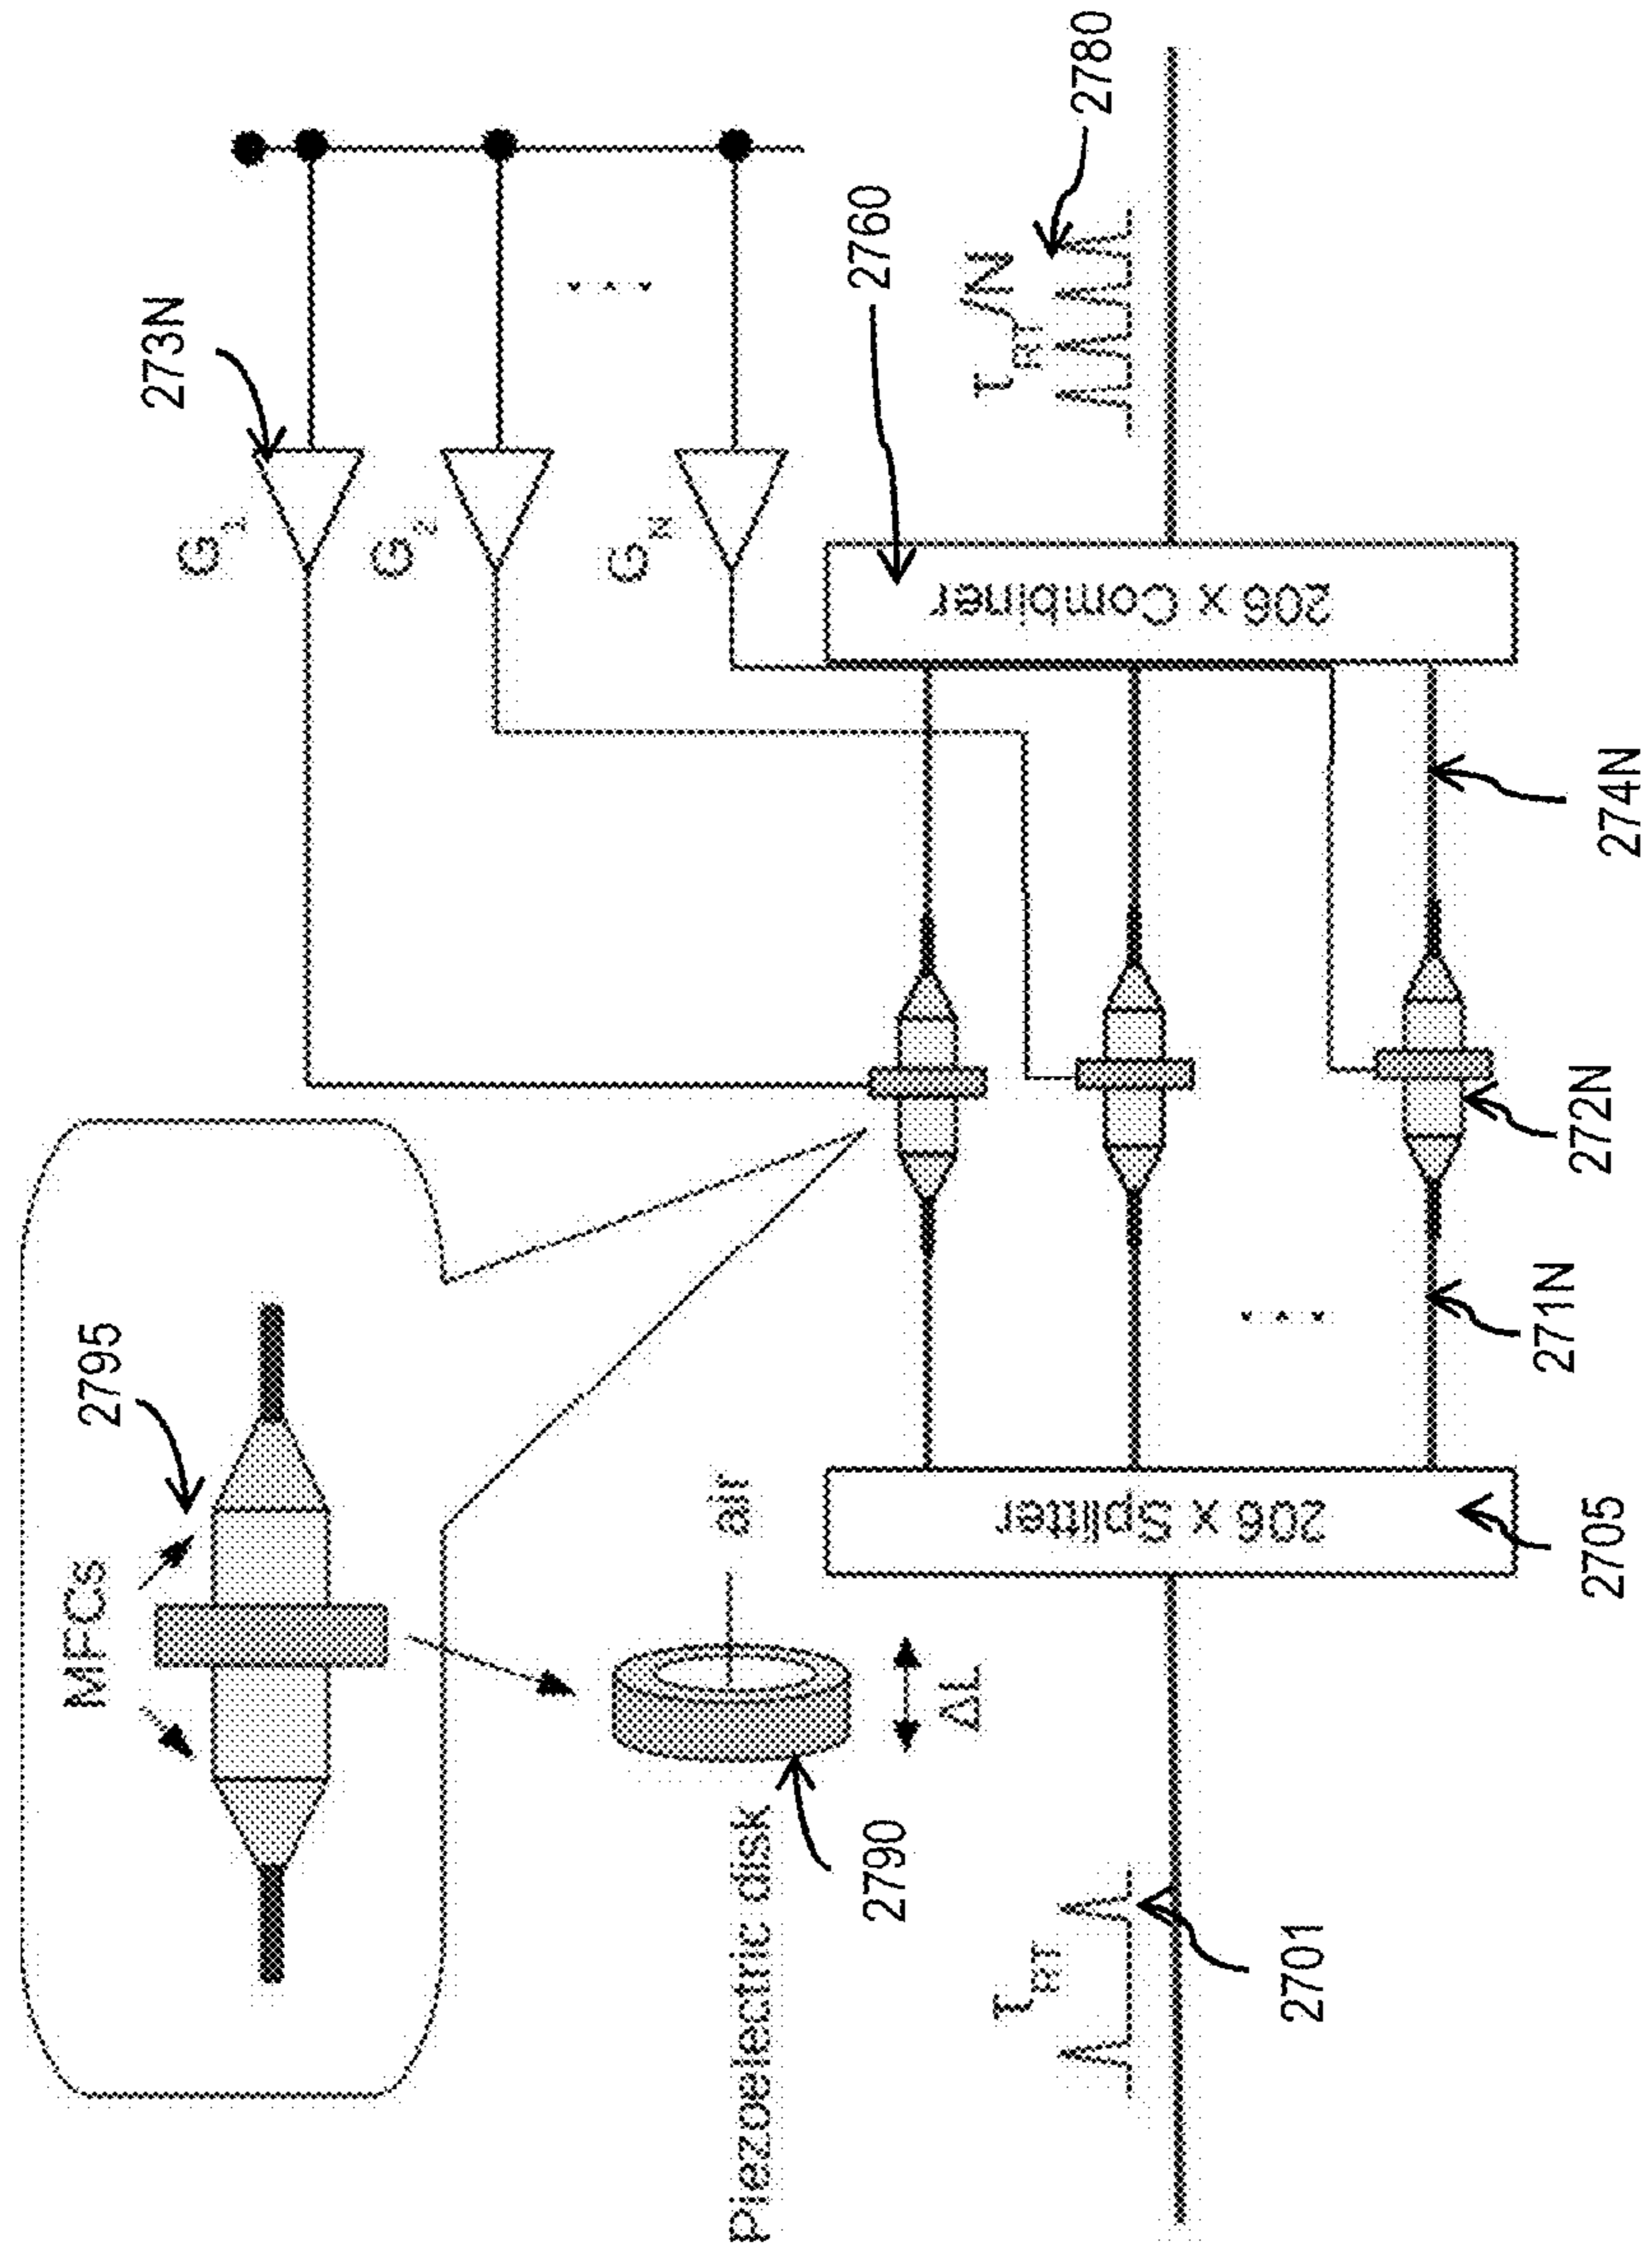 MFCs
2795
Piezoelectric disk
2790
air
ΔL
273N
G1
G2
GN
2760
TRT
2701
206 x Splitter
2705
206 x Combiner
TRT/N
2780
271N
272N
274N